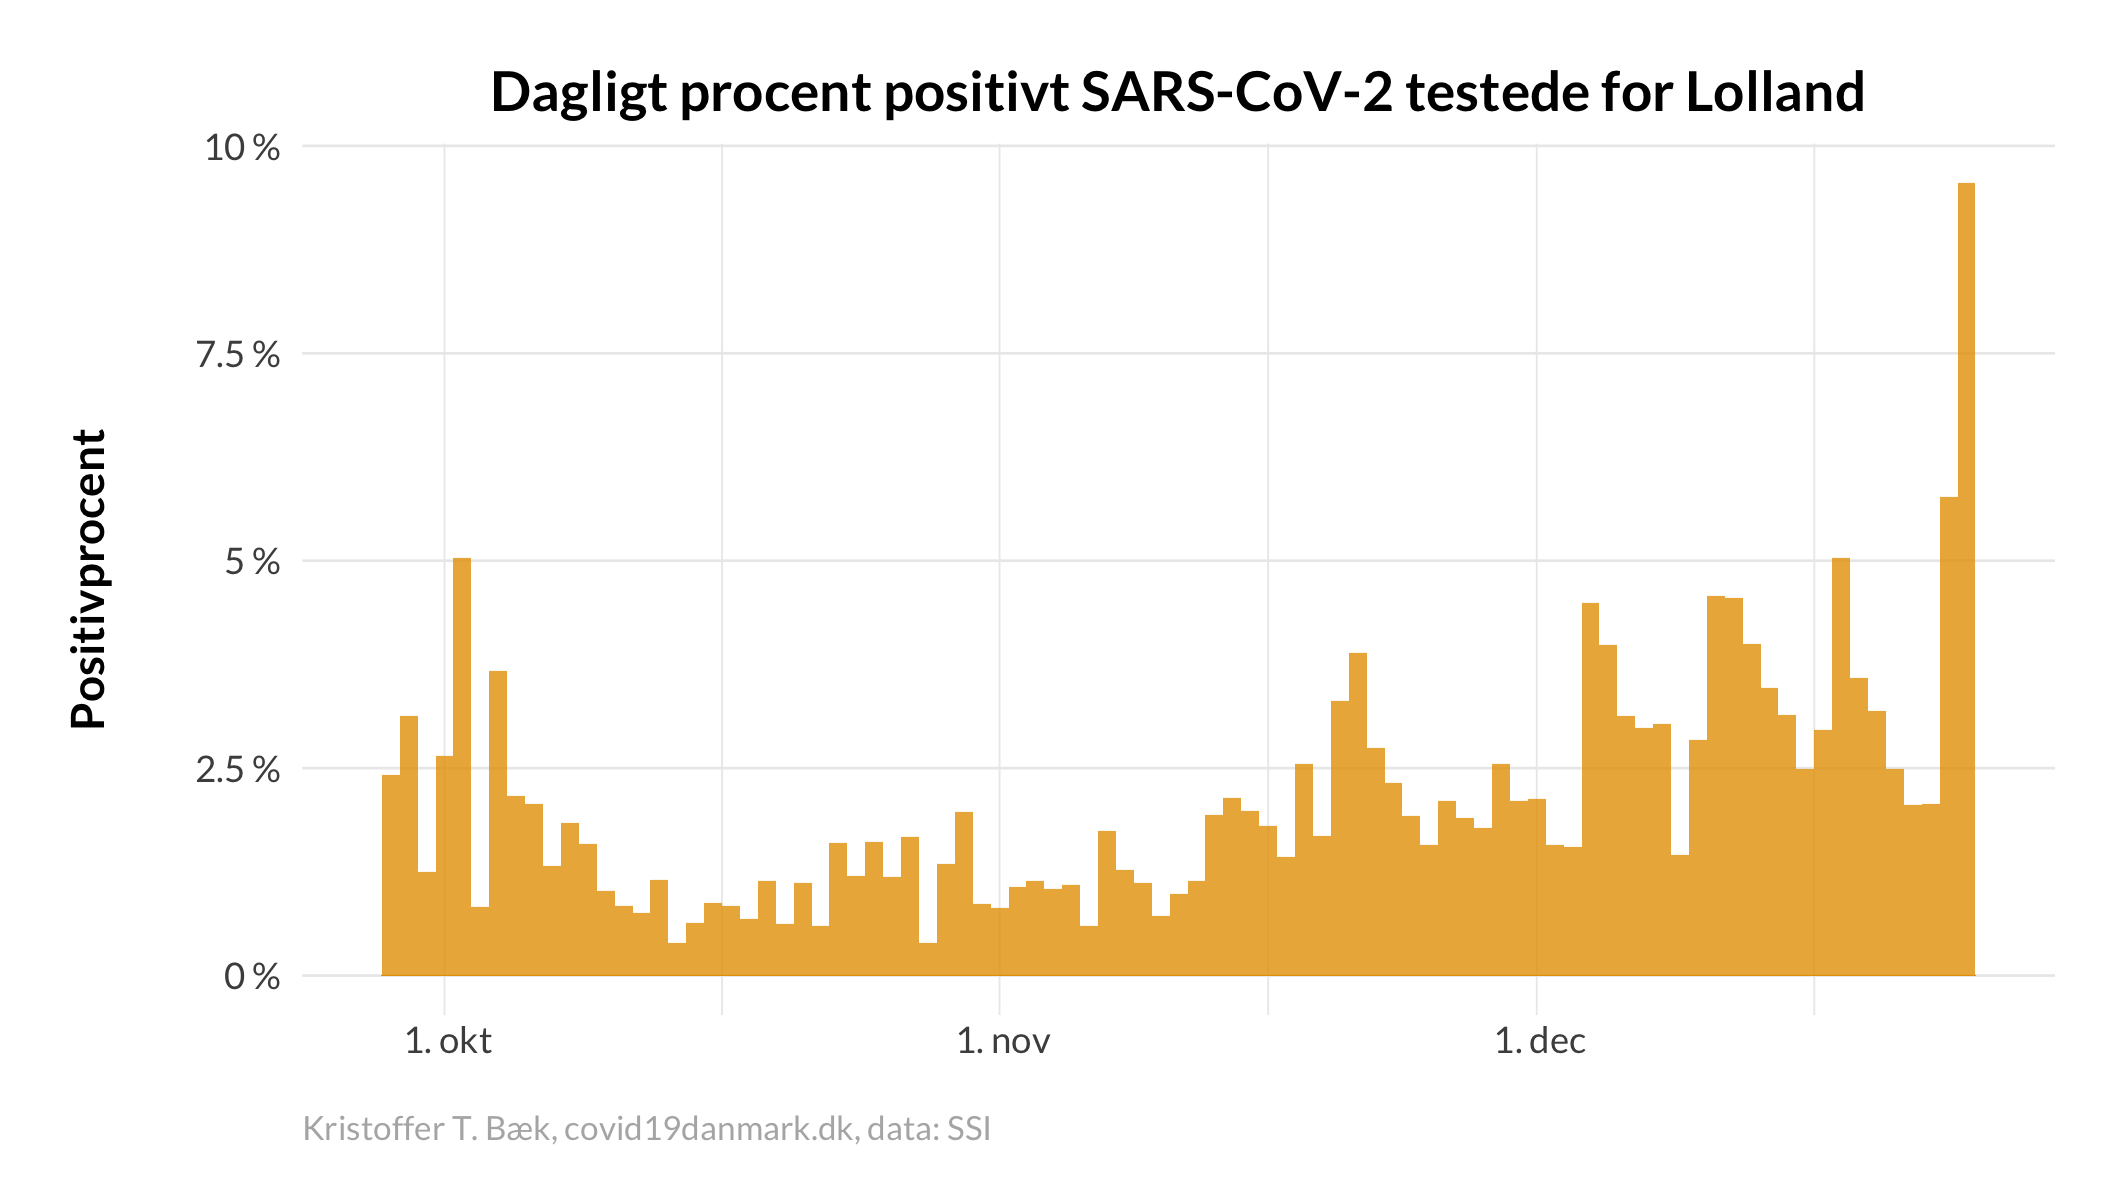 Dagligt procent positivt SARS-CoV-2 testede for Lolland
Positivprocent
10 %
7.5 %
5 %
2.5 %
0 %
1. okt
1. nov
1. dec
Kristoffer T. Bæk, covid19danmark.dk, data: SSI